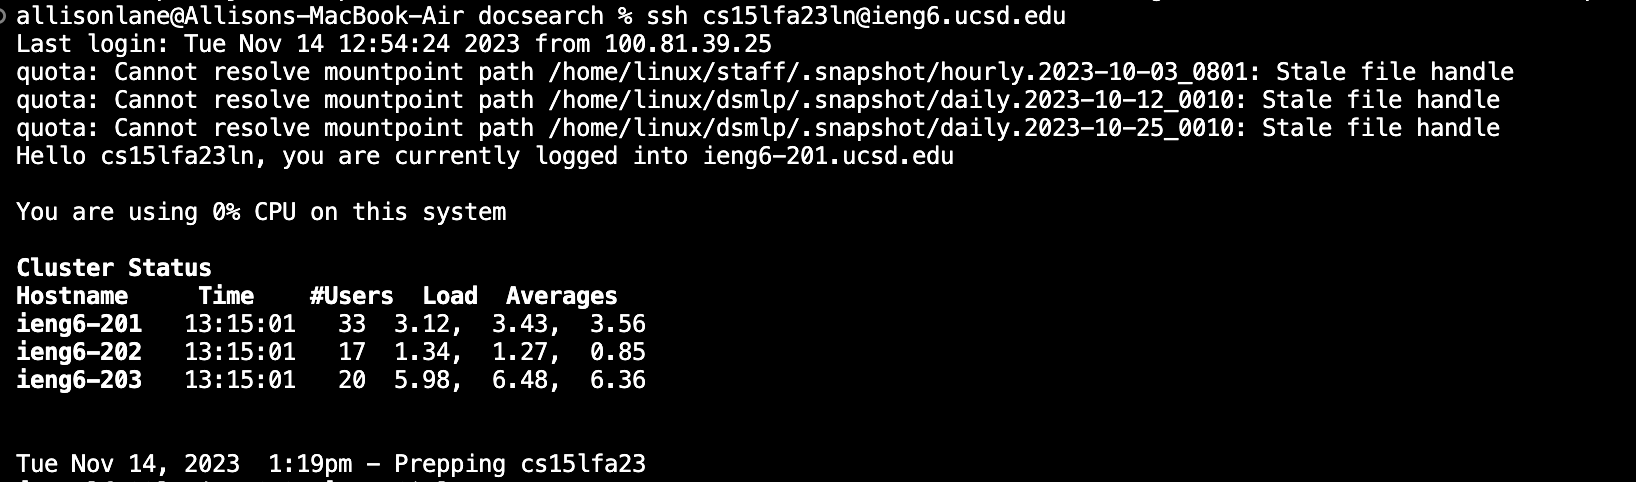 allisonlane@Allisons-MacBook-Air docsearch % ssh cs15lfa23ln@ieng6.ucsd.edu
Last login: Tue Nov 14 12:54:24 2023 from 100.81.39.25
quota: Cannot resolve mountpoint path /home/linux/staff/.snapshot/hourly.2023-10-03_0801: Stale file handle
quota: Cannot resolve mountpoint path /home/linux/dsmlp/.snapshot/daily.2023-10-12_0010: Stale file handle
quota: Cannot resolve mountpoint path /home/linux/dsmlp/.snapshot/daily.2023-10-25_0010: Stale file handle
Hello cs15lfa23ln, you are currently logged into ieng6-201.ucsd.edu
You are using 0% CPU on this system
Cluster Status
Hostname     Time    #Users  Load  Averages
ieng6-201   13:15:01   33  3.12,  3.43,  3.56
ieng6-202   13:15:01   17  1.34,  1.27,  0.85
ieng6-203   13:15:01   20  5.98,  6.48,  6.36
Tue Nov 14, 2023  1:19pm - Prepping cs15lfa23